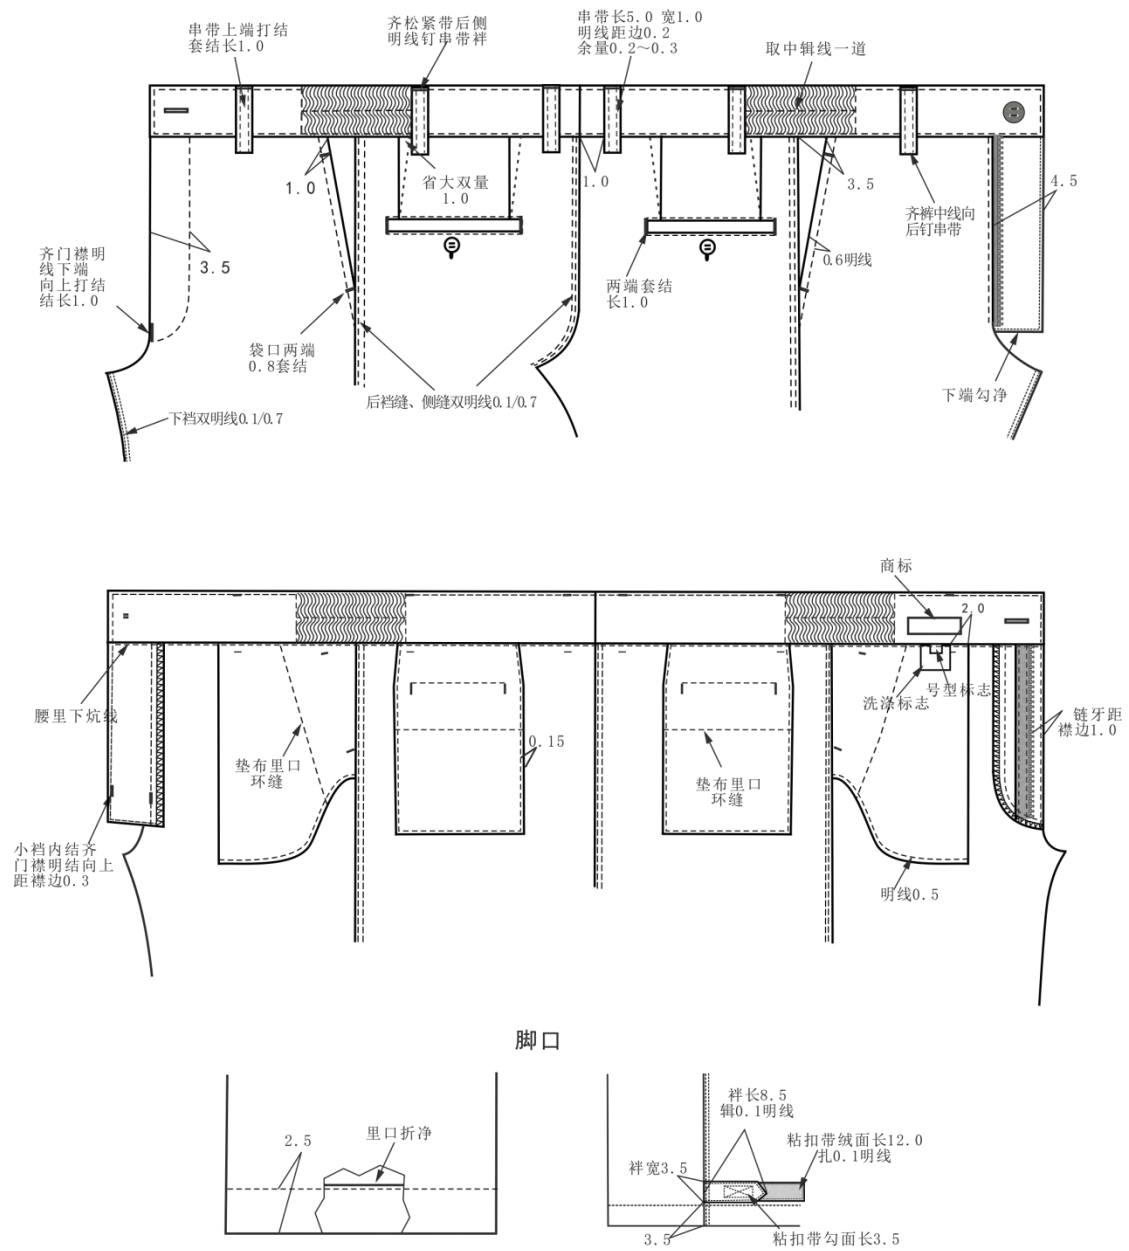 串带上端打结
套结长1.0
齐松紧带后侧
明线钉串带袢
串带长5.0 宽1.0
明线距边0.2
余量0.2～0.3
取中辑线一道
1.0
省大双量
1.0
1.0
3.5
齐裤中线向
后钉串带
4.5
齐门襟明
线下端
向上打结
结长1.0
3.5
0.6明线
两端套结
长1.0
袋口两端
0.8套结
后裆缝、侧缝双明线0.1/0.7
下裆双明线0.1/0.7
下端勾净
商标
2.0
腰里下炕线
洗涤标志
号型标志
链牙距
襟边1.0
垫布里口
环缝
0.15
垫布里口
环缝
小裆内结齐
门襟明结向上
距襟边0.3
明线0.5
脚口
2.5
里口折净
袢长8.5
辑0.1明线
粘扣带绒面长12.0
扎0.1明线
袢宽3.5
3.5
粘扣带勾面长3.5